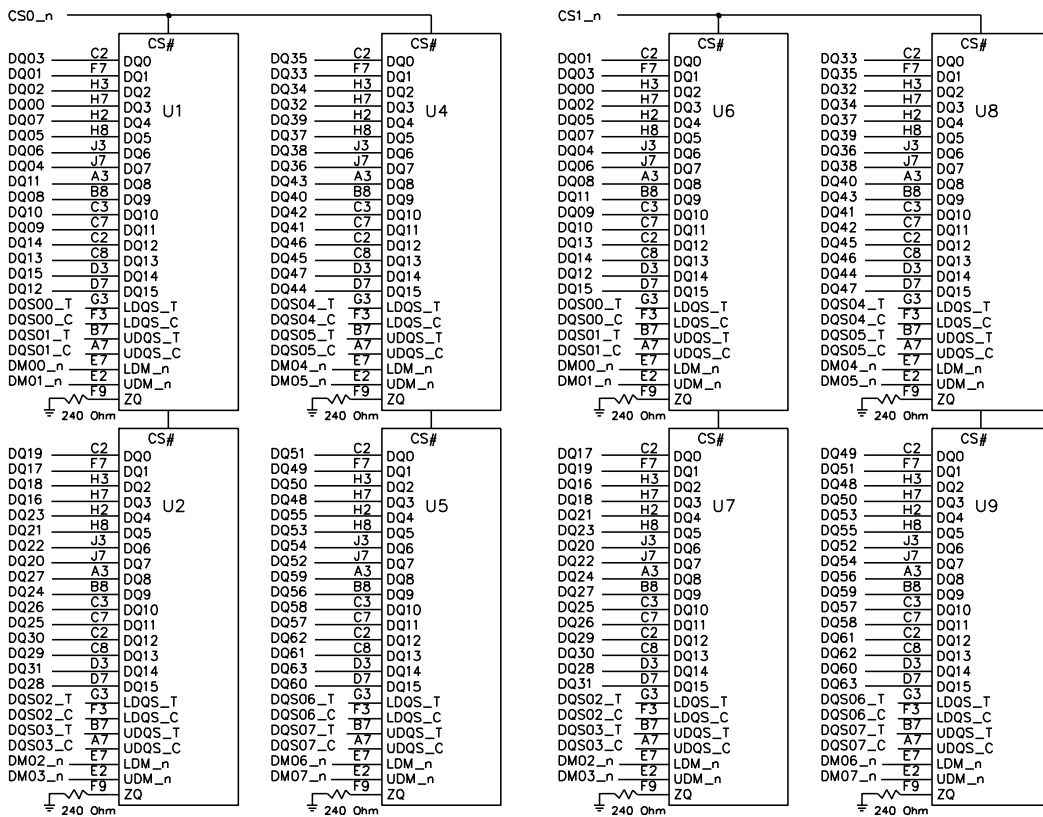 CS0_n
CS#
DQ03 C2 DQ0
DQ01 F7 DQ1
DQ02 H3 DQ2
DQ00 H7 DQ3
U1
DQ07 H2 DQ4
DQ05 H8 DQ5
DQ06 J3 DQ6
DQ04 J7 DQ7
DQ11 A3 DQ8
DQ08 B8 DQ9
DQ10 C3 DQ10
DQ09 C7 DQ11
DQ14 C2 DQ12
DQ13 C8 DQ13
DQ15 D3 DQ14
DQ12 D7 DQ15
DQS00_T G3 LDQS_T
DQS00_C F3 LDQS_C
DQS01_T B7 UDQS_T
DQS01_C A7 UDQS_C
DM00_n E7 LDM_n
DM01_n E2 UDM_n
F9 ZQ
240 Ohm
DQ35 C2 DQ0
DQ33 F7 DQ1
DQ34 H3 DQ2
DQ32 H7 DQ3
U4
DQ39 H2 DQ4
DQ37 H8 DQ5
DQ38 J3 DQ6
DQ36 J7 DQ7
DQ43 A3 DQ8
DQ40 B8 DQ9
DQ42 C3 DQ10
DQ41 C7 DQ11
DQ46 C2 DQ12
DQ45 C8 DQ13
DQ47 D3 DQ14
DQ44 D7 DQ15
DQS04_T G3 LDQS_T
DQS04_C F3 LDQS_C
DQS05_T B7 UDQS_T
DQS05_C A7 UDQS_C
DM04_n E7 LDM_n
DM05_n E2 UDM_n
F9 ZQ
240 Ohm
CS#
DQ19 C2 DQ0
DQ17 F7 DQ1
DQ18 H3 DQ2
DQ16 H7 DQ3
U2
DQ23 H2 DQ4
DQ21 H8 DQ5
DQ22 J3 DQ6
DQ20 J7 DQ7
DQ27 A3 DQ8
DQ24 B8 DQ9
DQ26 C3 DQ10
DQ25 C7 DQ11
DQ30 C2 DQ12
DQ29 C8 DQ13
DQ31 D3 DQ14
DQ28 D7 DQ15
DQS02_T G3 LDQS_T
DQS02_C F3 LDQS_C
DQS03_T B7 UDQS_T
DQS03_C A7 UDQS_C
DM02_n E7 LDM_n
DM03_n E2 UDM_n
F9 ZQ
240 Ohm
CS#
DQ51 C2 DQ0
DQ49 F7 DQ1
DQ50 H3 DQ2
DQ48 H7 DQ3
U5
DQ55 H2 DQ4
DQ53 H8 DQ5
DQ54 J3 DQ6
DQ52 J7 DQ7
DQ59 A3 DQ8
DQ56 B8 DQ9
DQ58 C3 DQ10
DQ57 C7 DQ11
DQ62 C2 DQ12
DQ61 C8 DQ13
DQ63 D3 DQ14
DQ60 D7 DQ15
DQS06_T G3 LDQS_T
DQS06_C F3 LDQS_C
DQS07_T B7 UDQS_T
DQS07_C A7 UDQS_C
DM06_n E7 LDM_n
DM07_n E2 UDM_n
F9 ZQ
240 Ohm
CS1_n
CS#
DQ01 C2 DQ0
DQ03 F7 DQ1
DQ00 H3 DQ2
DQ02 H7 DQ3
U6
DQ05 H2 DQ4
DQ07 H8 DQ5
DQ04 J3 DQ6
DQ06 J7 DQ7
DQ08 A3 DQ8
DQ11 B8 DQ9
DQ09 C3 DQ10
DQ10 C7 DQ11
DQ13 C2 DQ12
DQ14 C8 DQ13
DQ12 D3 DQ14
DQ15 D7 DQ15
DQS00_T G3 LDQS_T
DQS00_C F3 LDQS_C
DQS01_T B7 UDQS_T
DQS01_C A7 UDQS_C
DM00_n E7 LDM_n
DM01_n E2 UDM_n
F9 ZQ
240 Ohm
CS#
DQ33 C2 DQ0
DQ35 F7 DQ1
DQ32 H3 DQ2
DQ34 H7 DQ3
U8
DQ37 H2 DQ4
DQ39 H8 DQ5
DQ36 J3 DQ6
DQ38 J7 DQ7
DQ40 A3 DQ8
DQ43 B8 DQ9
DQ41 C3 DQ10
DQ42 C7 DQ11
DQ45 C2 DQ12
DQ46 C8 DQ13
DQ44 D3 DQ14
DQ47 D7 DQ15
DQS04_T G3 LDQS_T
DQS04_C F3 LDQS_C
DQS05_T B7 UDQS_T
DQS05_C A7 UDQS_C
DM04_n E7 LDM_n
DM05_n E2 UDM_n
F9 ZQ
240 Ohm
CS#
DQ17 C2 DQ0
DQ19 F7 DQ1
DQ16 H3 DQ2
DQ18 H7 DQ3
U7
DQ21 H2 DQ4
DQ23 H8 DQ5
DQ20 J3 DQ6
DQ22 J7 DQ7
DQ24 A3 DQ8
DQ27 B8 DQ9
DQ25 C3 DQ10
DQ26 C7 DQ11
DQ29 C2 DQ12
DQ30 C8 DQ13
DQ28 D3 DQ14
DQ31 D7 DQ15
DQS02_T G3 LDQS_T
DQS02_C F3 LDQS_C
DQS03_T B7 UDQS_T
DQS03_C A7 UDQS_C
DM02_n E7 LDM_n
DM03_n E2 UDM_n
F9 ZQ
240 Ohm
CS#
DQ49 C2 DQ0
DQ51 F7 DQ1
DQ48 H3 DQ2
DQ50 H7 DQ3
U9
DQ53 H2 DQ4
DQ55 H8 DQ5
DQ52 J3 DQ6
DQ54 J7 DQ7
DQ56 A3 DQ8
DQ59 B8 DQ9
DQ57 C3 DQ10
DQ58 C7 DQ11
DQ61 C2 DQ12
DQ62 C8 DQ13
DQ60 D3 DQ14
DQ63 D7 DQ15
DQS06_T G3 LDQS_T
DQS06_C F3 LDQS_C
DQS07_T B7 UDQS_T
DQS07_C A7 UDQS_C
DM06_n E7 LDM_n
DM07_n E2 UDM_n
F9 ZQ
240 Ohm